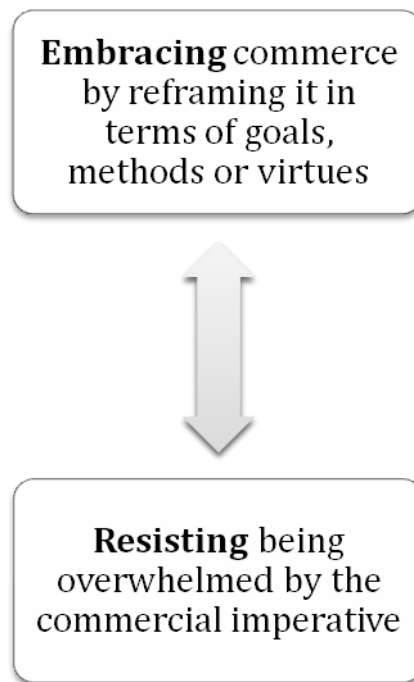 Embracing commerce
by reframing it in
terms of goals,
methods or virtues
Resisting being
overwhelmed by the
commercial imperative